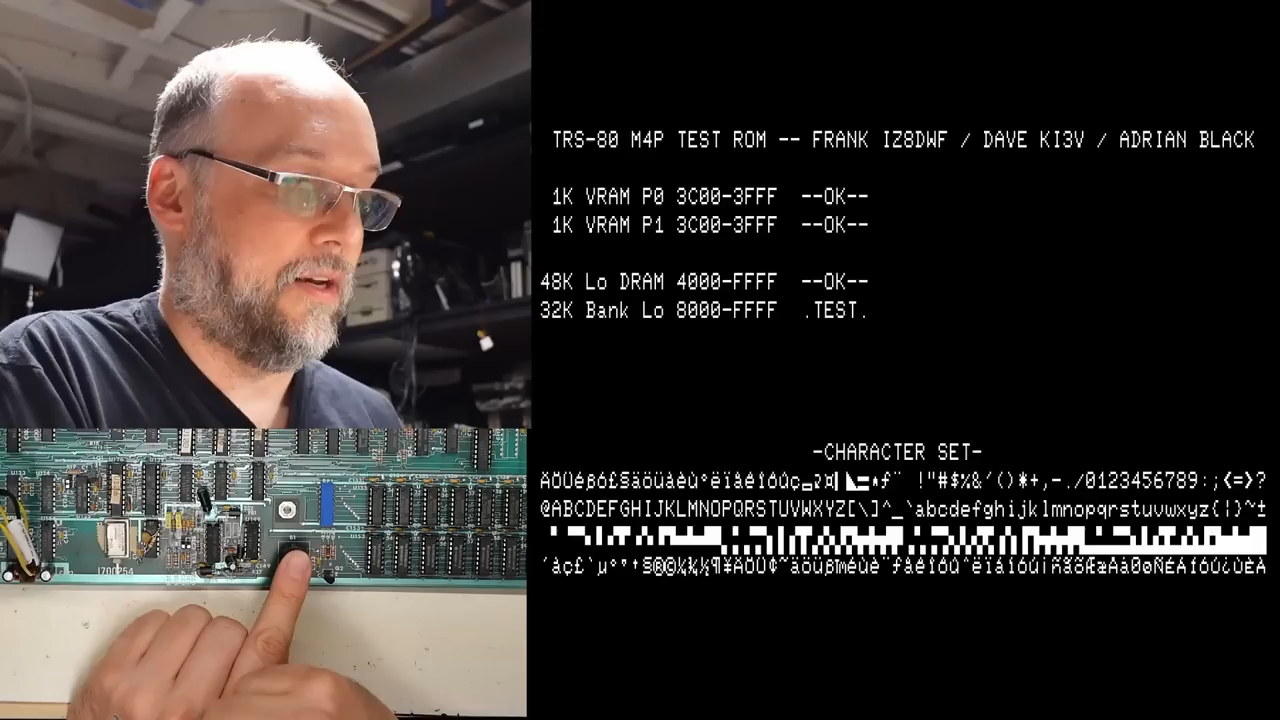 TRS-80 M4P TEST ROM -- FRANK IZ8DWF / DAVE KI3V / ADRIAN BLACK
1K VRAM P0 3C00-3FFF --OK--
1K VRAM P1 3C00-3FFF --OK--
48K Lo DRAM 4000-FFFF --OK--
32K Bank Lo 8000-FFFF .TEST.
-CHARACTER SET-
!"#$%&'()*+,-./0123456789:;<=>?
@ABCDEFGHIJKLMNOPQRSTUVWXYZ[\]^_`abcdefghijklmnopqrstuvwxyz{|}~±
1700254